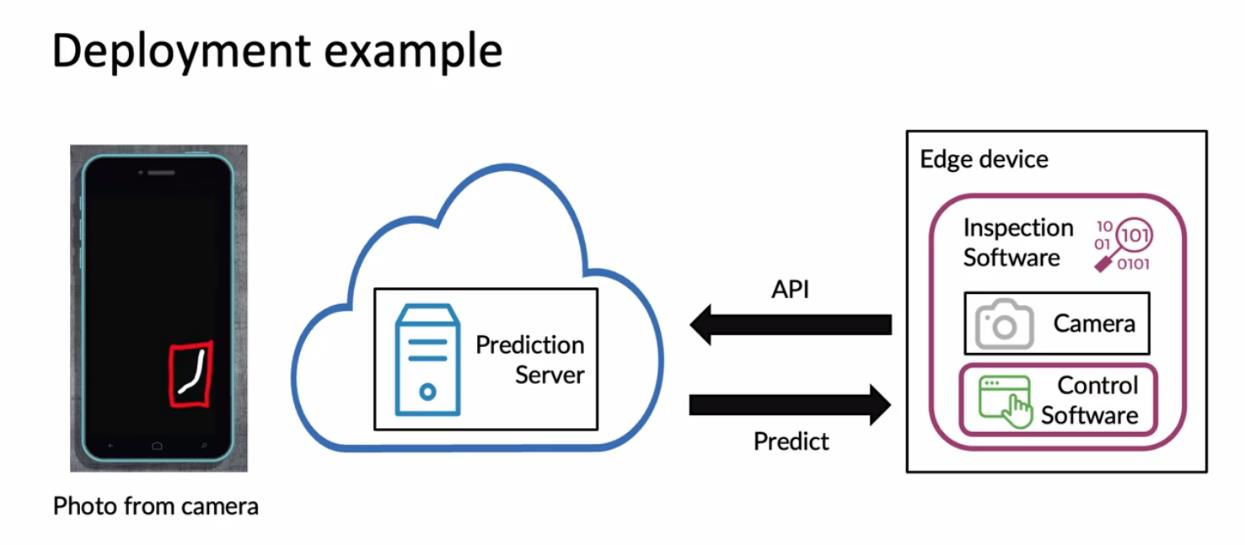 Deployment example
Edge device
Inspection
Software
10
01
101
0101
API
Camera
Prediction
Server
Control
Software
Predict
Photo from camera